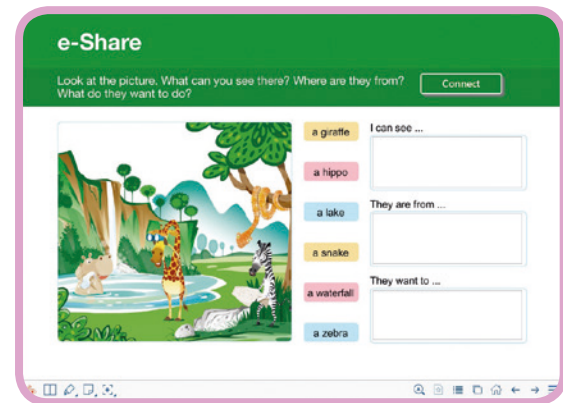 e-Share
Look at the picture. What can you see there? Where are they from?
What do they want to do?
Connect
a giraffe
a hippo
a lake
a snake
a waterfall
a zebra
I can see ...
They are from ...
They want to ...